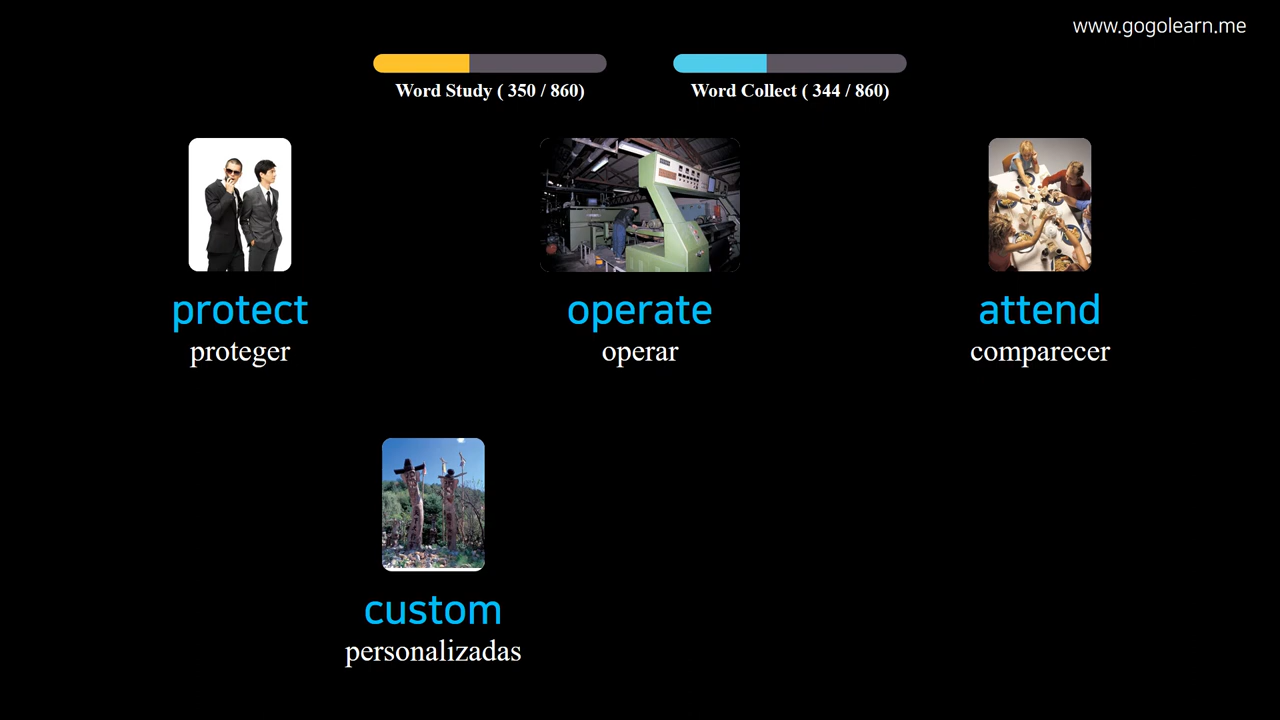 www.gogolearn.me
Word Study ( 350 / 860)
Word Collect ( 344 / 860)
protect
proteger
operate
operar
attend
comparecer
custom
personalizadas